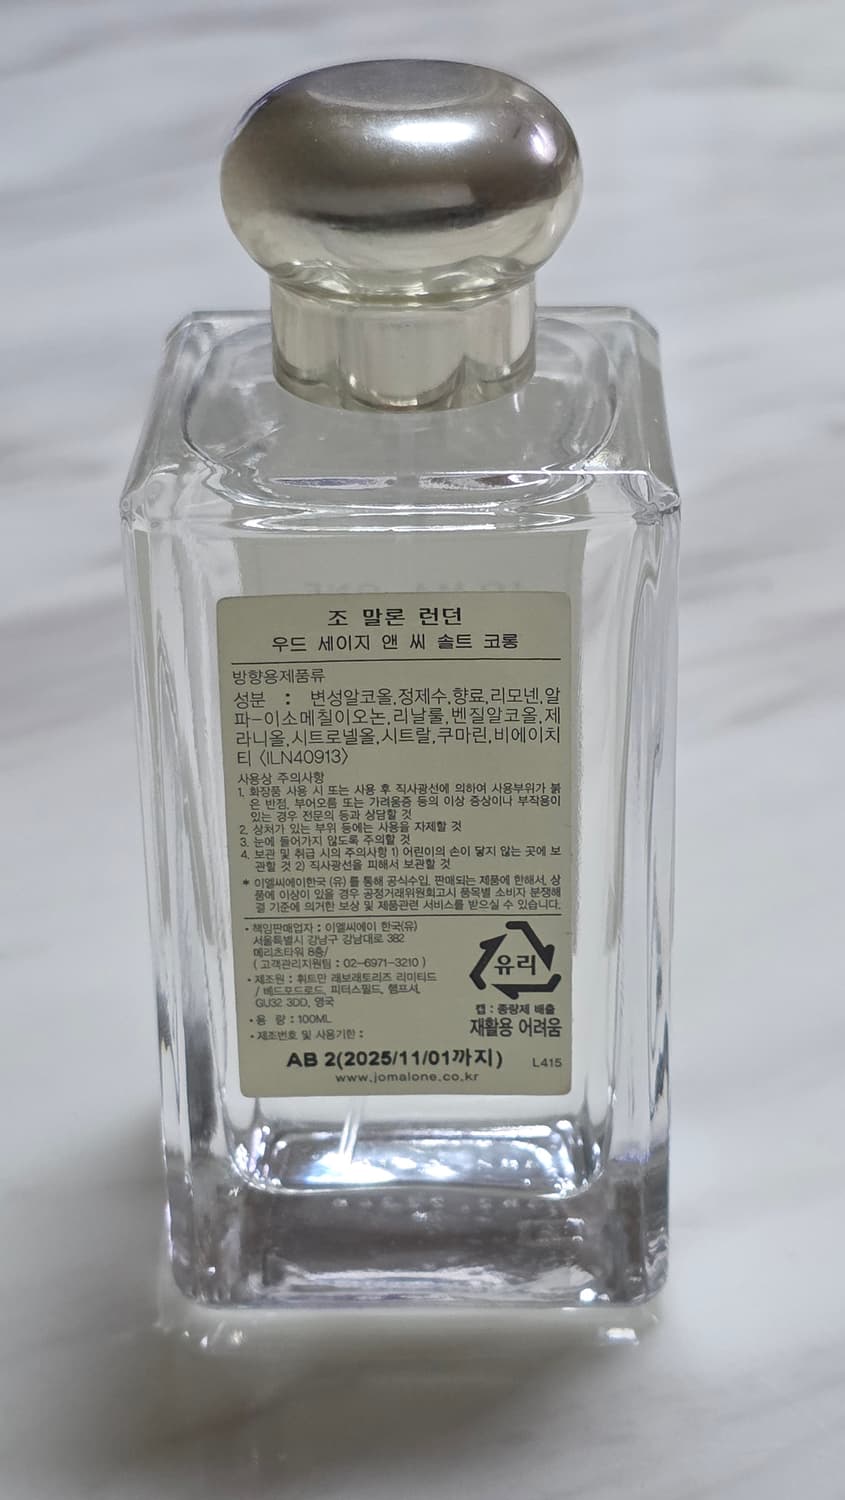 조 말론 런던
우드 세이지 앤 씨 솔트 코롱
방향용제품류
성분 : 변성알코올,정제수,향료,리모넨,알
파-이소메칠이오논,리날룰,벤질알코올,제
라니올,시트로넬올,시트랄,쿠마린,비에이치
티 〈ILN40913〉
사용상 주의사항
1. 화장품 사용 시 또는 사용 후 직사광선에 의하여 사용부위가 붉
은 반점, 부어오름 또는 가려움증 등의 이상 증상이나 부작용이
있는 경우 전문의 등과 상담할 것
2. 상처가 있는 부위 등에는 사용을 자제할 것
3. 눈에 들어가지 않도록 주의할 것
4. 보관 및 취급 시의 주의사항 1) 어린이의 손이 닿지 않는 곳에 보
관할 것 2) 직사광선을 피해서 보관할 것
* 이엘씨에이한국 (유) 를 통해 공식수입, 판매되는 제품에 한해서, 상
품에 이상이 있을 경우 공정거래위원회고시 품목별 소비자 분쟁해
결 기준에 의거한 보상 및 제품관련 서비스를 받으실 수 있습니다.
• 책임판매업자 : 이엘씨에이 한국(유)
서울특별시 강남구 강남대로 382
메리츠타워 8층/
( 고객관리지원팀 : 02-6971-3210 )
• 제조원 : 휘트만 래보래토리즈 리미티드
/ 베드포드로드, 피터스필드, 햄프셔,
GU32 3DD, 영국
• 용 량 : 100ML
• 제조번호 및 사용기한 :
유리
캡 : 종량제 배출
재활용 어려움
AB 2(2025/11/01까지)
L415
www.jomalone.co.kr